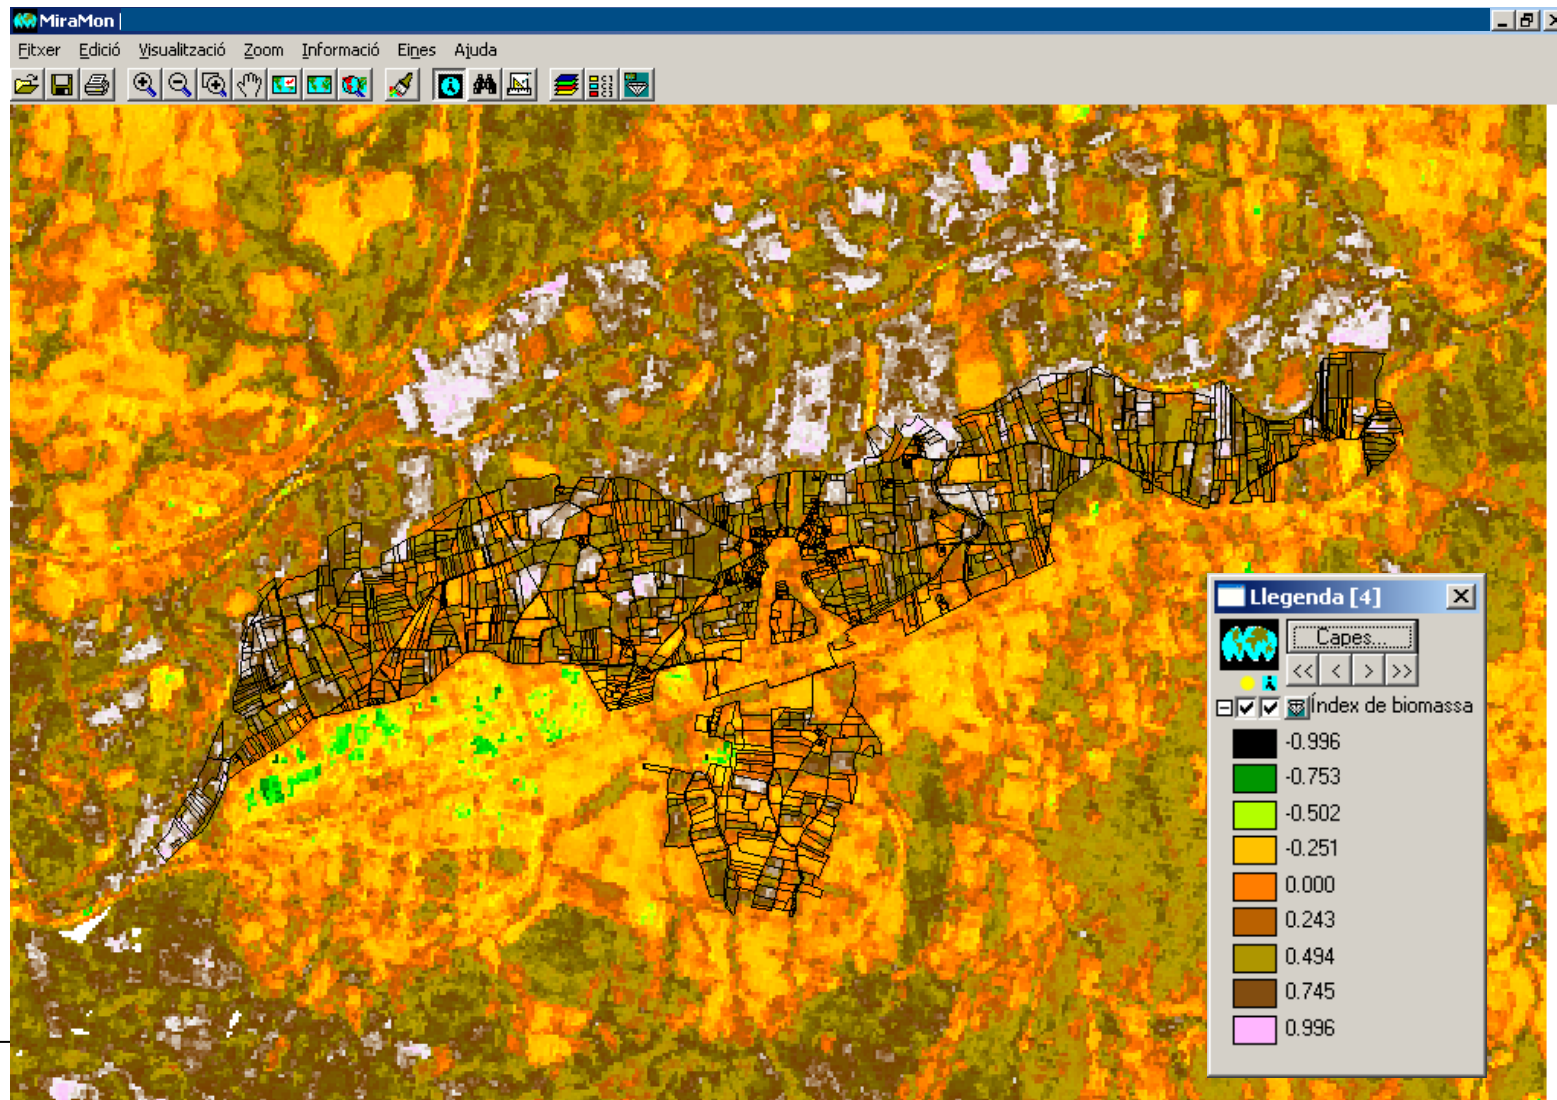 MiraMon
Fitxer Edició Visualització Zoom Informació Eines Ajuda
Llegenda [4]
Capes...
<< < > >>
Índex de biomassa
-0.996
-0.753
-0.502
-0.251
0.000
0.243
0.494
0.745
0.996